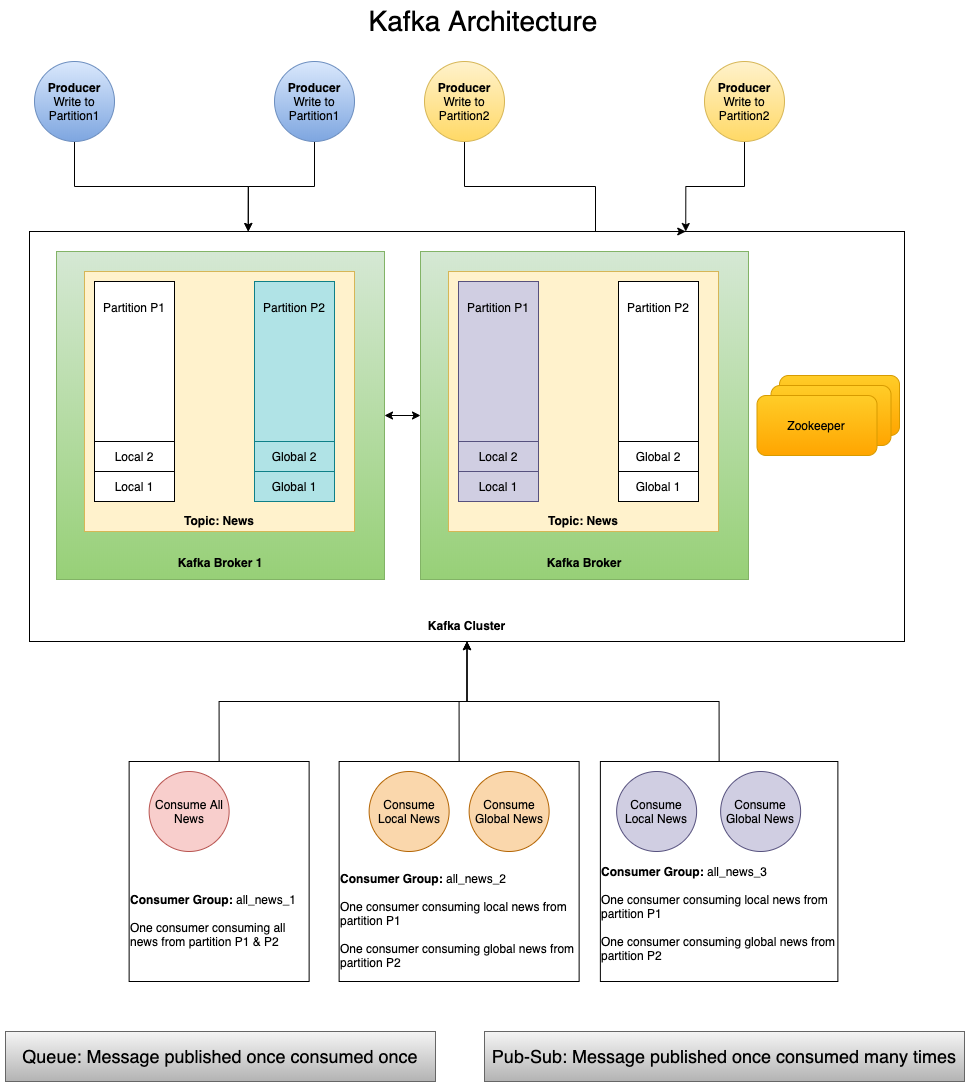 Kafka Architecture
Producer
Write to
Partition1
Producer
Write to
Partition1
Producer
Write to
Partition2
Producer
Write to
Partition2
Partition P1
Partition P2
Partition P1
Partition P2
Local 2
Global 2
Local 2
Global 2
Local 1
Global 1
Local 1
Global 1
Zookeeper
Topic: News
Topic: News
Kafka Broker 1
Kafka Broker
Kafka Cluster
Consume All
News
Consumer Group: all_news_1
One consumer consuming all
news from partition P1 & P2
Consume
Local News
Consume
Global News
Consumer Group: all_news_2
One consumer consuming local news from
partition P1
One consumer consuming global news from
partition P2
Consume
Local News
Consume
Global News
Consumer Group: all_news_3
One consumer consuming local news from
partition P1
One consumer consuming global news from
partition P2
Queue: Message published once consumed once
Pub-Sub: Message published once consumed many times